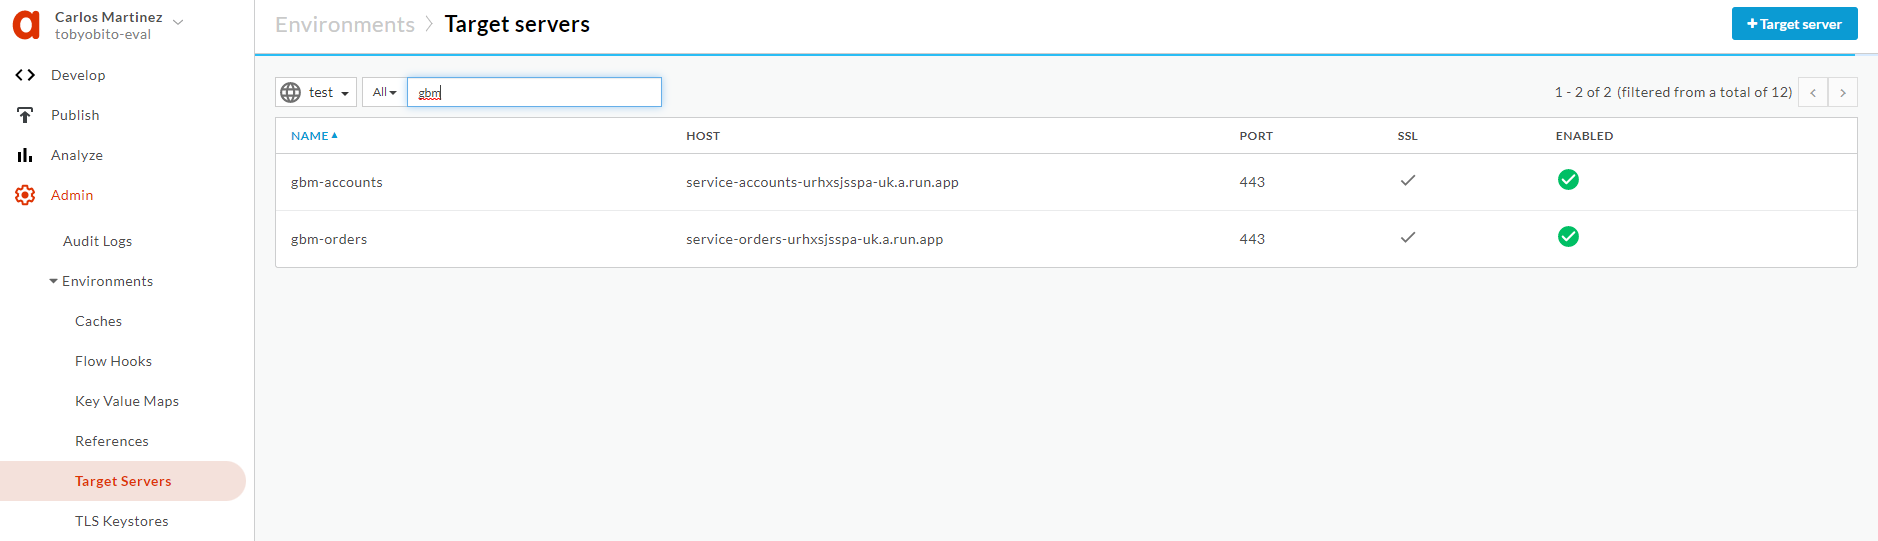 Carlos Martinez
tobyobito-eval
Develop
Publish
Analyze
Admin
Audit Logs
Environments
Caches
Flow Hooks
Key Value Maps
References
Target Servers
TLS Keystores
Environments > Target servers
+ Target server
test
All
gbm
1 - 2 of 2 (filtered from a total of 12)
NAME HOST PORT SSL ENABLED
gbm-accounts service-accounts-urhxsjsspa-uk.a.run.app 443
gbm-orders service-orders-urhxsjsspa-uk.a.run.app 443